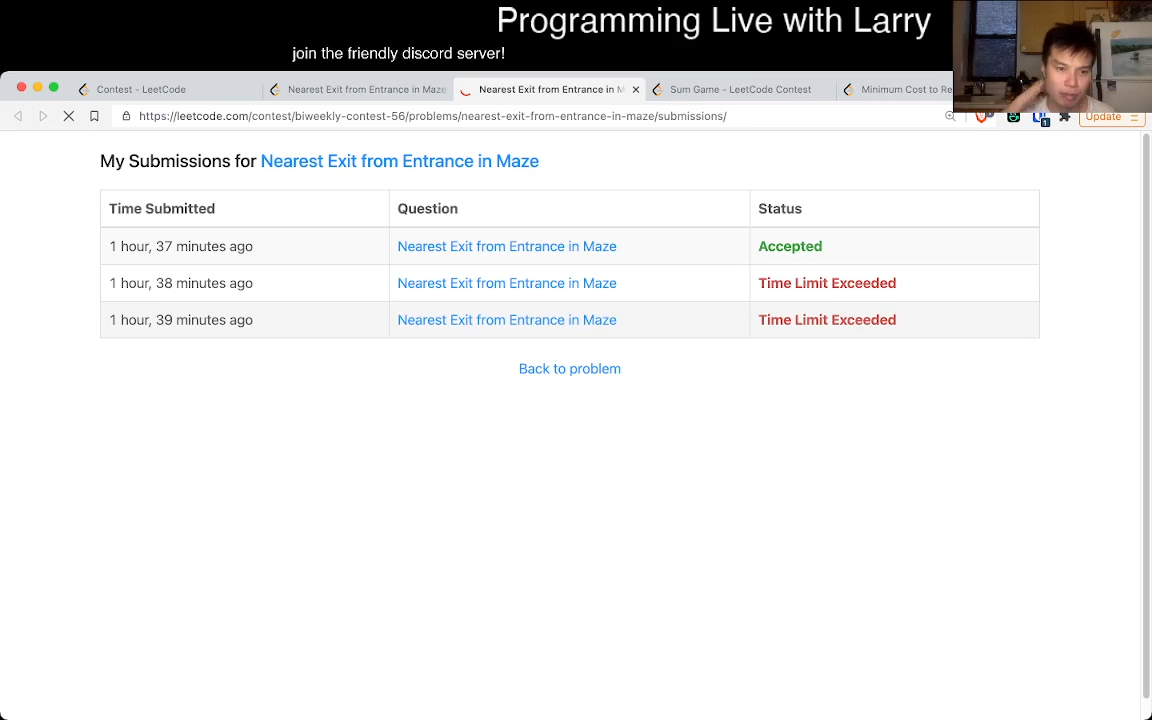 Programming Live with Larry
join the friendly discord server!
Contest - LeetCode
Nearest Exit from Entrance in Maze
Nearest Exit from Entrance in M
Sum Game - LeetCode Contest
Minimum Cost to Re
https://leetcode.com/contest/biweekly-contest-56/problems/nearest-exit-from-entrance-in-maze/submissions/
Update
My Submissions for Nearest Exit from Entrance in Maze
Time Submitted Question Status
1 hour, 37 minutes ago Nearest Exit from Entrance in Maze Accepted
1 hour, 38 minutes ago Nearest Exit from Entrance in Maze Time Limit Exceeded
1 hour, 39 minutes ago Nearest Exit from Entrance in Maze Time Limit Exceeded
Back to problem